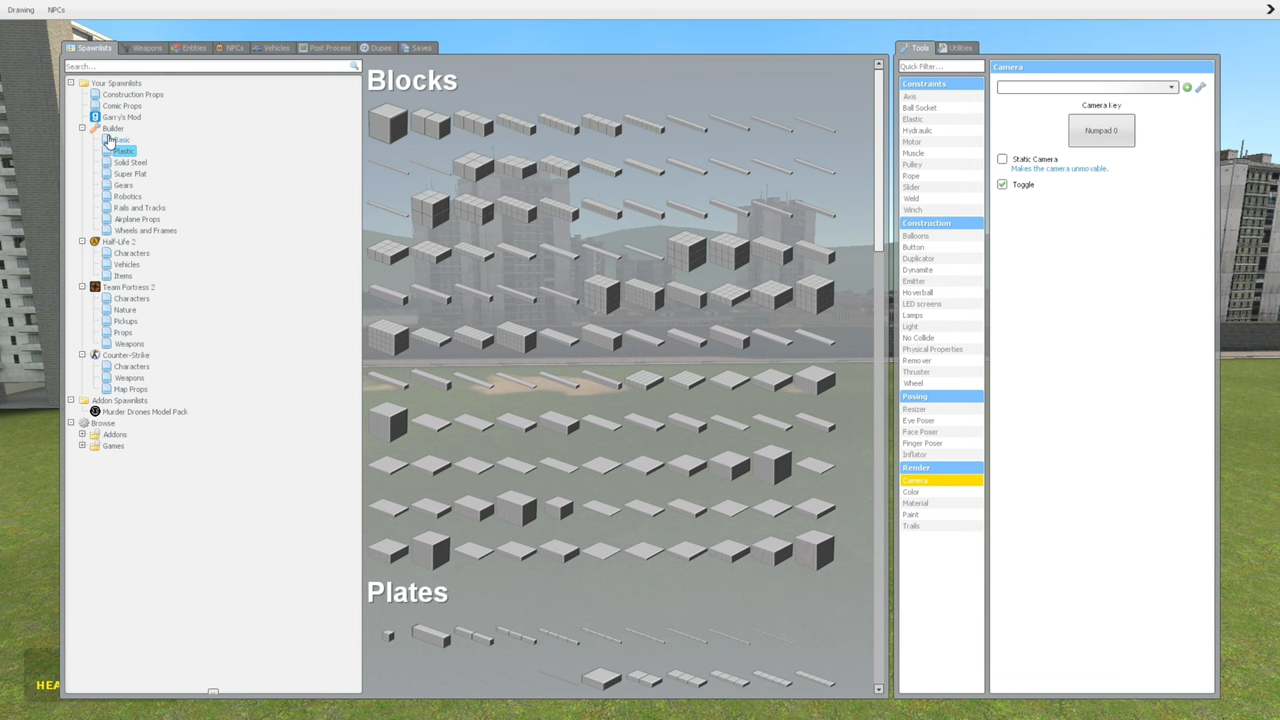 Drawing NPCs
Spawnlists Weapons Entities NPCs Vehicles Post Process Dupes Saves
Search...
Your Spawnlists
Construction Props
Comic Props
Garry's Mod
Builder
Basic
Plastic
Solid Steel
Super Flat
Gears
Robotics
Rails and Tracks
Airplane Props
Wheels and Frames
Half-Life 2
Characters
Vehicles
Items
Team Fortress 2
Characters
Nature
Pickups
Props
Weapons
Counter-Strike
Characters
Weapons
Map Props
Addon Spawnlists
Murder Drones Model Pack
Browse
Addons
Games
HEA
Blocks
Plates
Tools Utilities
Quick Filter...
Constraints
Axis
Ball Socket
Elastic
Hydraulic
Motor
Muscle
Pulley
Rope
Slider
Weld
Winch
Construction
Balloons
Button
Duplicator
Dynamite
Emitter
Hoverball
LED screens
Lamps
Light
No Collide
Physical Properties
Remover
Thruster
Wheel
Posing
Resizer
Eye Poser
Face Poser
Finger Poser
Inflator
Render
Camera
Color
Material
Paint
Trails
Camera
Camera Key
Numpad 0
Static Camera
Makes the camera unmovable.
Toggle